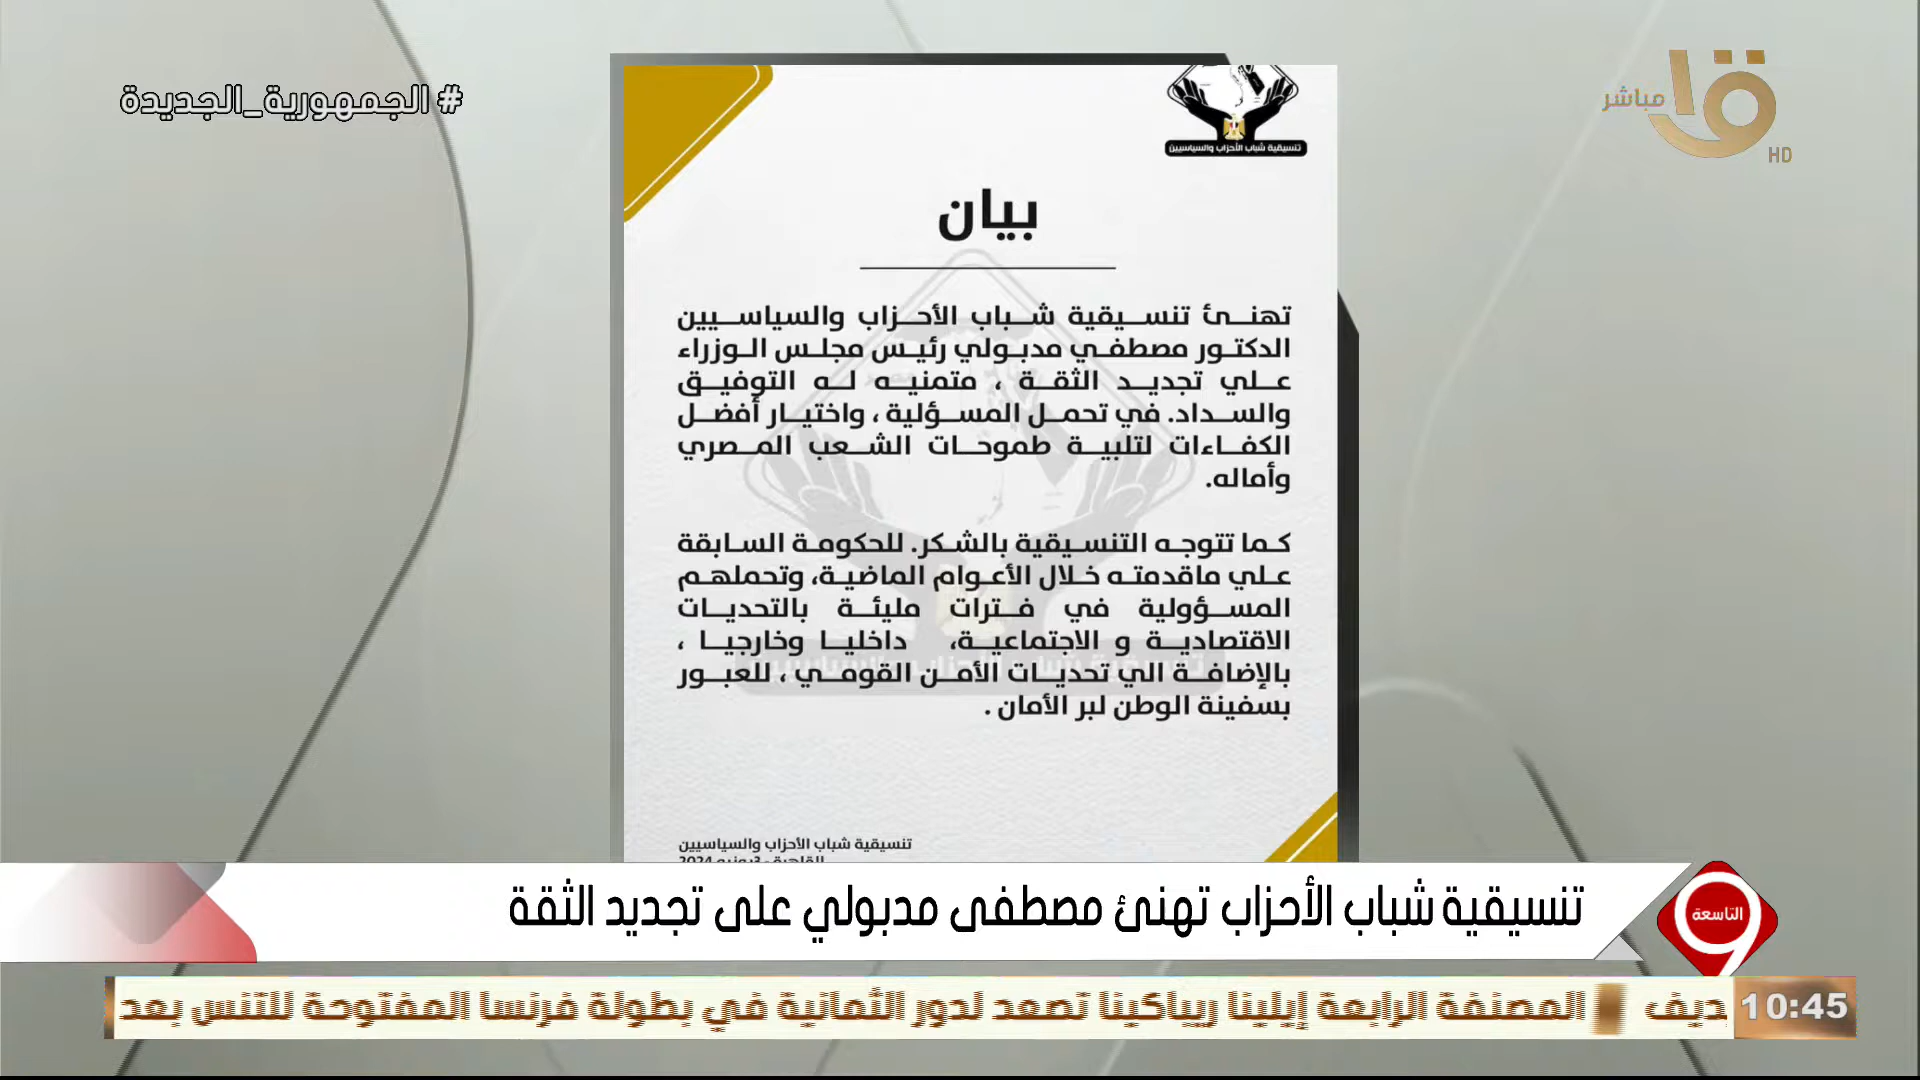 # الجمهورية_الجديدة
مباشر
HD
تنسيقية شباب الأحزاب والسياسيين
بيان
تهنئ تنسيقية شباب الأحزاب والسياسيين
الدكتور مصطفي مدبولي رئيس مجلس الوزراء
علي تجديد الثقة ، متمنيه له التوفيق
والسداد. في تحمل المسؤلية ، واختيار أفضل
الكفاءات لتلبية طموحات الشعب المصري
وأماله.
كما تتوجه التنسيقية بالشكر. للحكومة السابقة
علي ماقدمته خلال الأعوام الماضية، وتحملهم
المسؤولية في فترات مليئة بالتحديات
الاقتصادية و الاجتماعية، داخليا وخارجيا ،
بالإضافة الي تحديات الأمن القومي ، للعبور
بسفينة الوطن لبر الأمان .
تنسيقية شباب الأحزاب والسياسيين
تنسيقية شباب الأحزاب تهنئ مصطفى مدبولي على تجديد الثقة
التاسعة
9
ديف المصنفة الرابعة إيلينا ريباكينا تصعد لدور الثمانية في بطولة فرنسا المفتوحة للتنس بعد
10:45